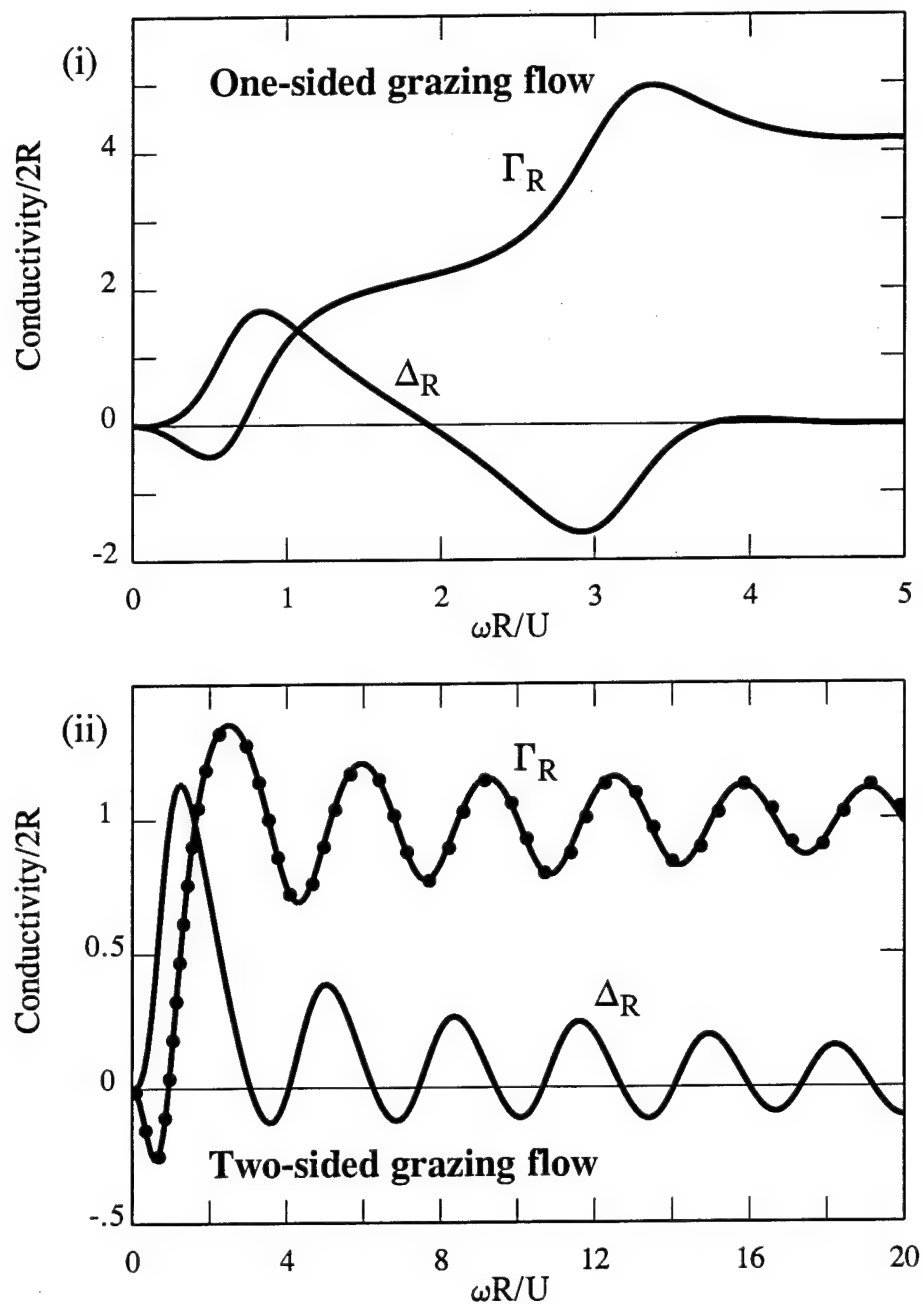 (i)
One-sided grazing flow
Conductivity/2R
4
2
0
-2
Γ_R
Δ_R
0 1 2 3 4 5
ωR/U
(ii)
Conductivity/2R
1
0.5
0
-.5
Γ_R
Δ_R
Two-sided grazing flow
0 4 8 12 16 20
ωR/U